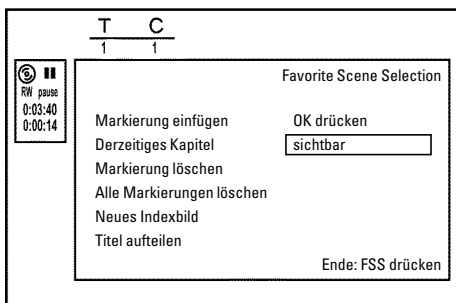 T C
1 1
RW pause
0:03:40
0:00:14
Favorite Scene Selection
Markierung einfügen OK drücken
Derzeitiges Kapitel sichtbar
Markierung löschen
Alle Markierungen löschen
Neues Indexbild
Titel aufteilen
Ende: FSS drücken